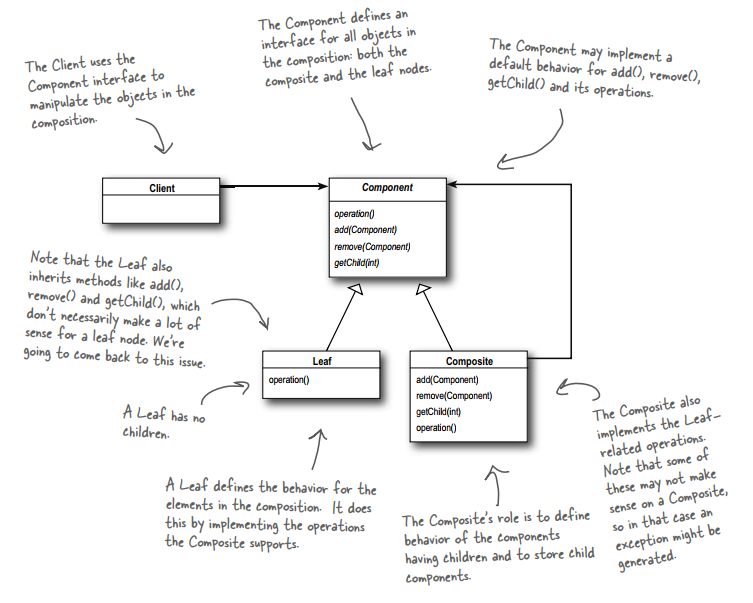 The Client uses the
Component interface to
manipulate the objects in the
composition.
The Component defines an
interface for all objects in
the composition: both the
composite and the leaf nodes.
The Component may implement a
default behavior for add(), remove(),
getChild() and its operations.
Client
Component
operation()
add(Component)
remove(Component)
getChild(int)
Note that the Leaf also
inherits methods like add(),
remove() and getChild(), which
don't necessarily make a lot of
sense for a leaf node. We're
going to come back to this issue.
Leaf
operation()
Composite
add(Component)
remove(Component)
getChild(int)
operation()
A Leaf has no
children.
A Leaf defines the behavior for the
elements in the composition. It does
this by implementing the operations
the Composite supports.
The Composite's role is to define
behavior of the components
having children and to store child
components.
The Composite also
implements the Leaf-
related operations.
Note that some of
these may not make
sense on a Composite,
so in that case an
exception might be
generated.